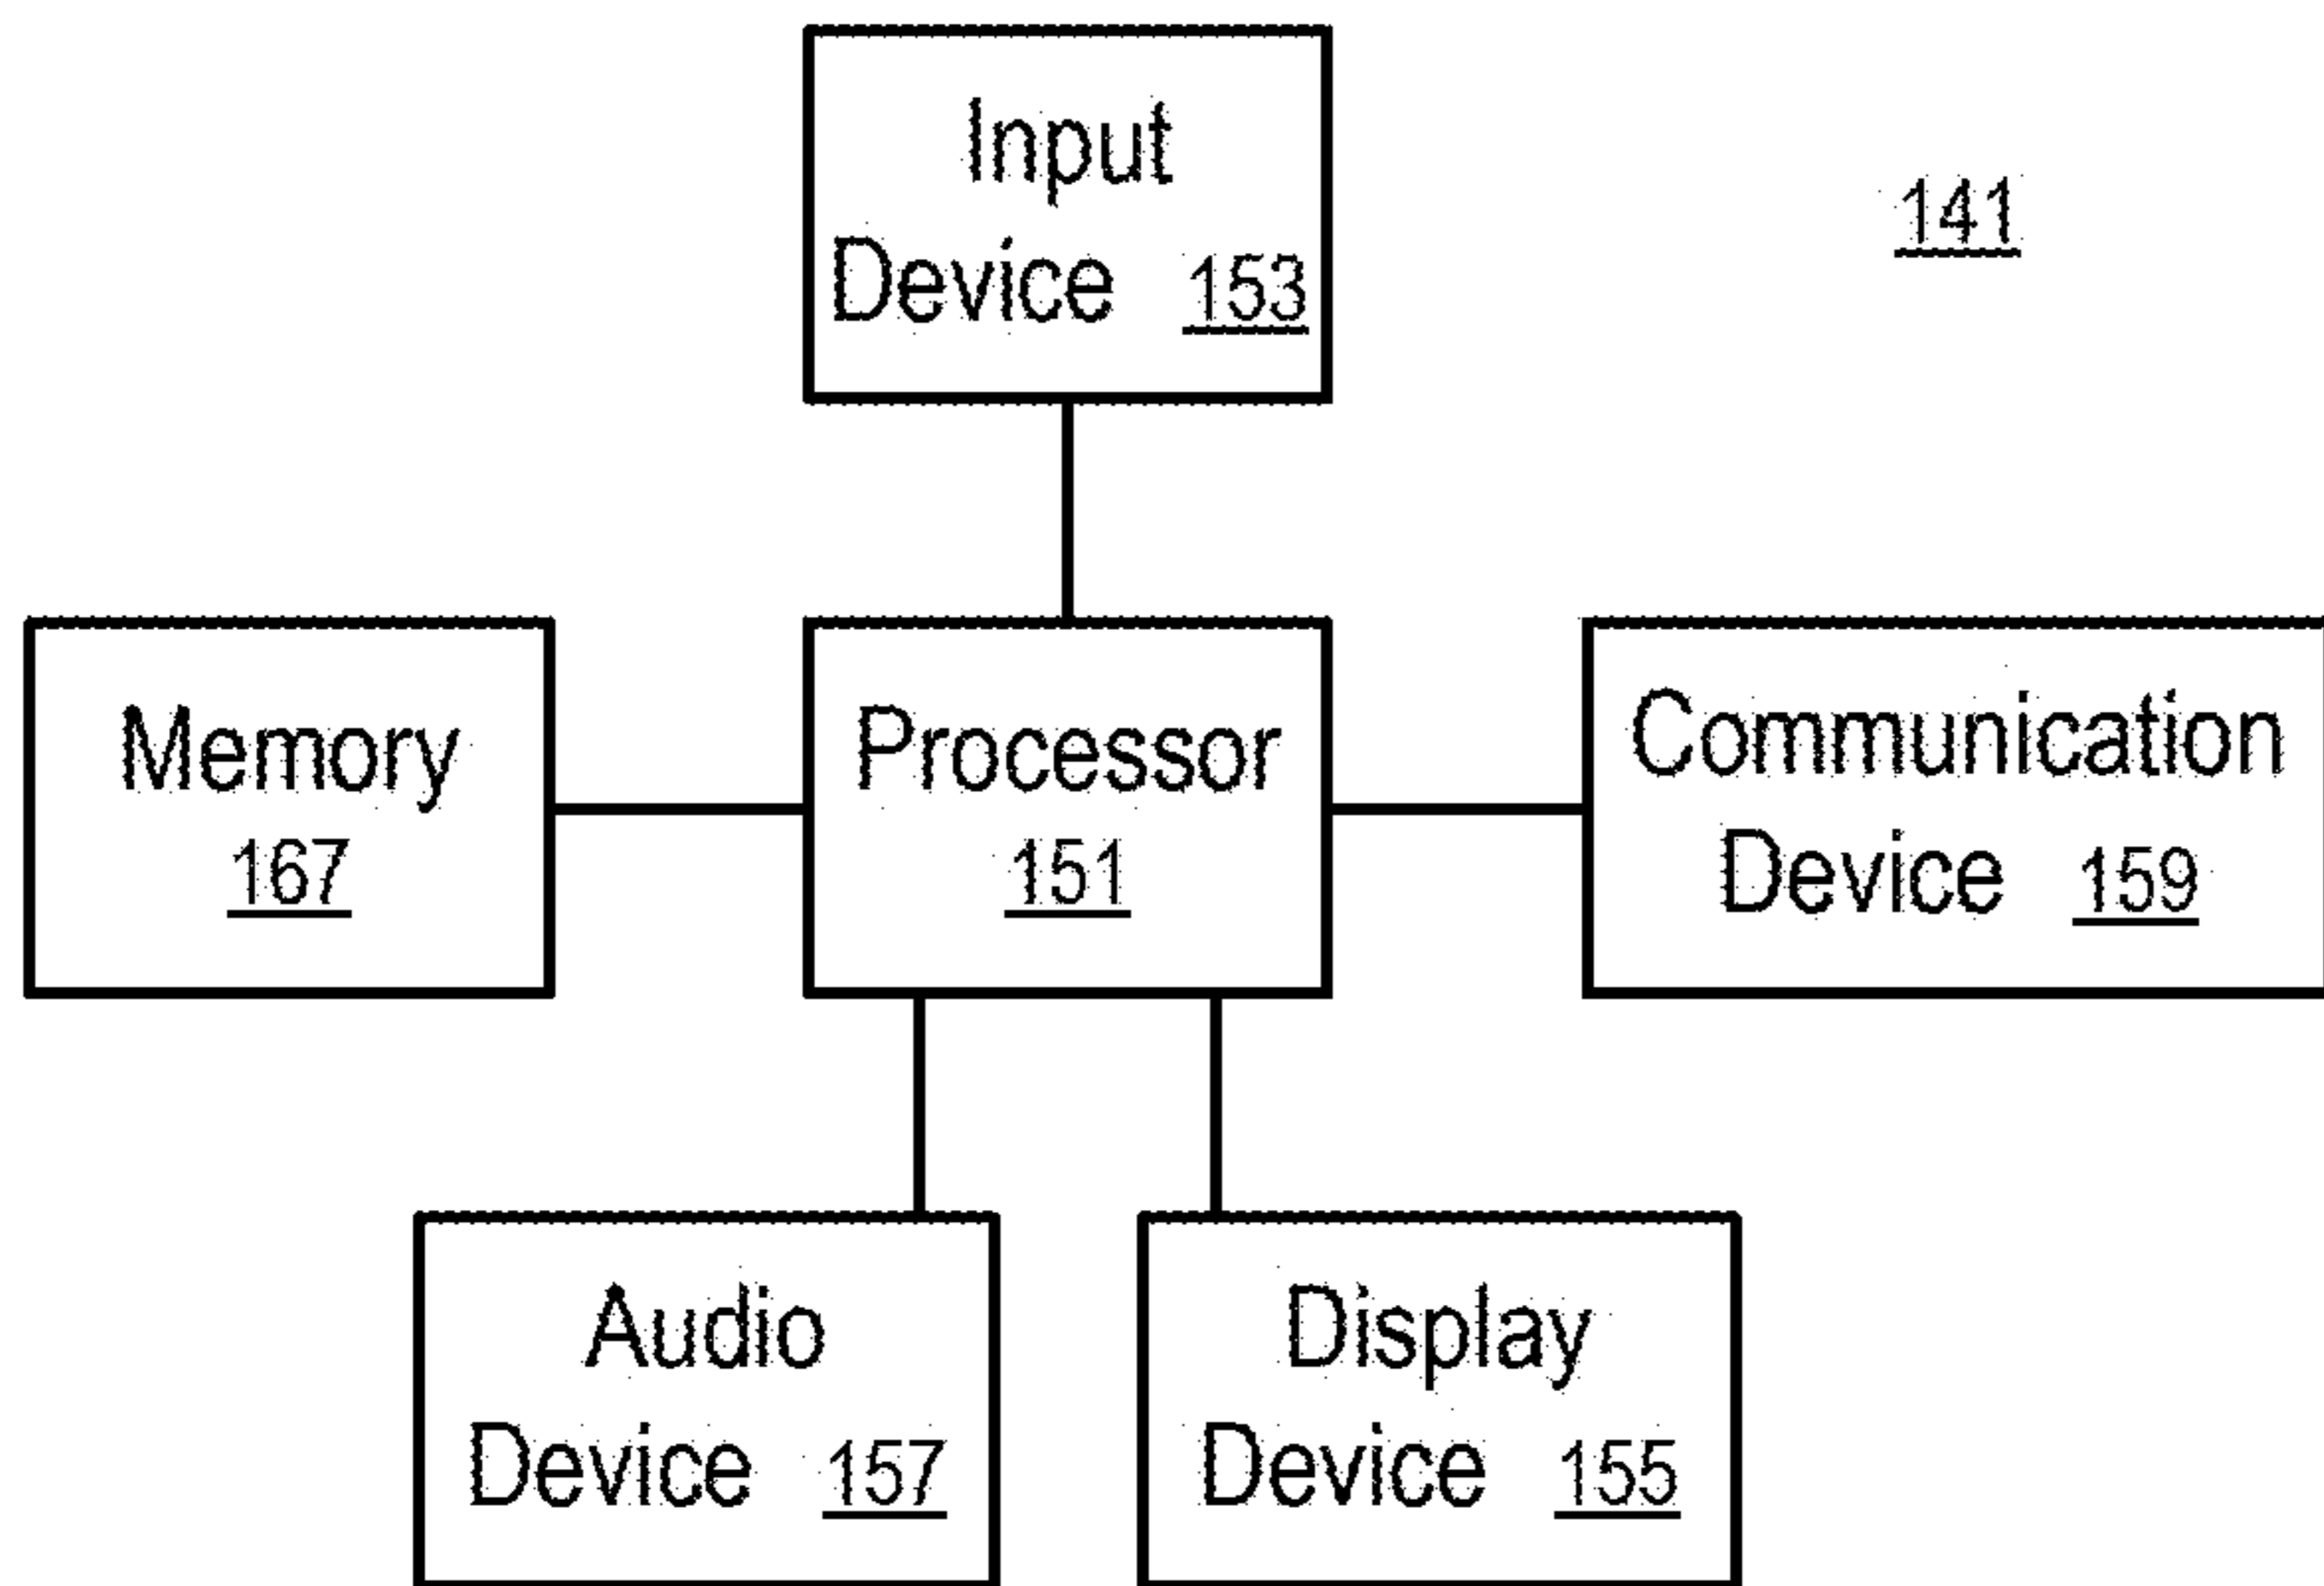 Input
Device 153
141
Memory
167
Processor
151
Communication
Device 159
Audio
Device 157
Display
Device 155